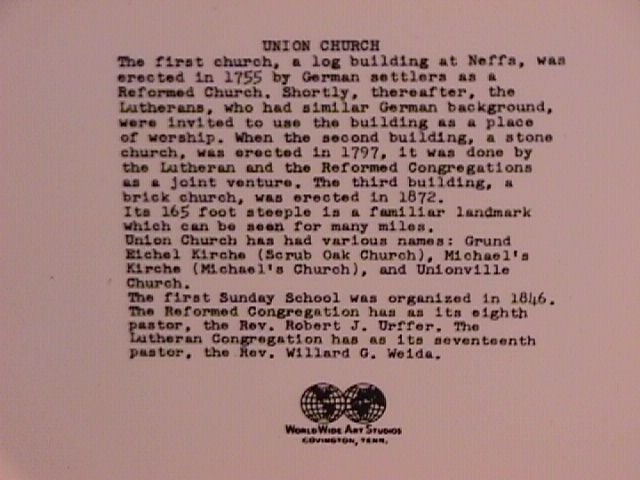 UNION CHURCH
The first church, a log building at Neffs, was
erected in 1755 by German settlers as a
Reformed Church. Shortly, thereafter, the
Lutherans, who had similar German background,
were invited to use the building as a place
of worship. When the second building, a stone
church, was erected in 1797, it was done by
the Lutheran and the Reformed Congregations
as a joint venture. The third building, a
brick church, was erected in 1872.
Its 165 foot steeple is a familiar landmark
which can be seen for many miles.
Union Church has had various names: Grund
Eichel Kirche (Scrub Oak Church), Michael's
Kirche (Michael's Church), and Unionville
Church.
The first Sunday School was organized in 1846.
The Reformed Congregation has as its eighth
pastor, the Rev. Robert J. Urffer. The
Lutheran Congregation has as its seventeenth
pastor, the Rev. Willard G. Weida.
WORLDWIDE ART STUDIOS
COVINGTON, TENN.